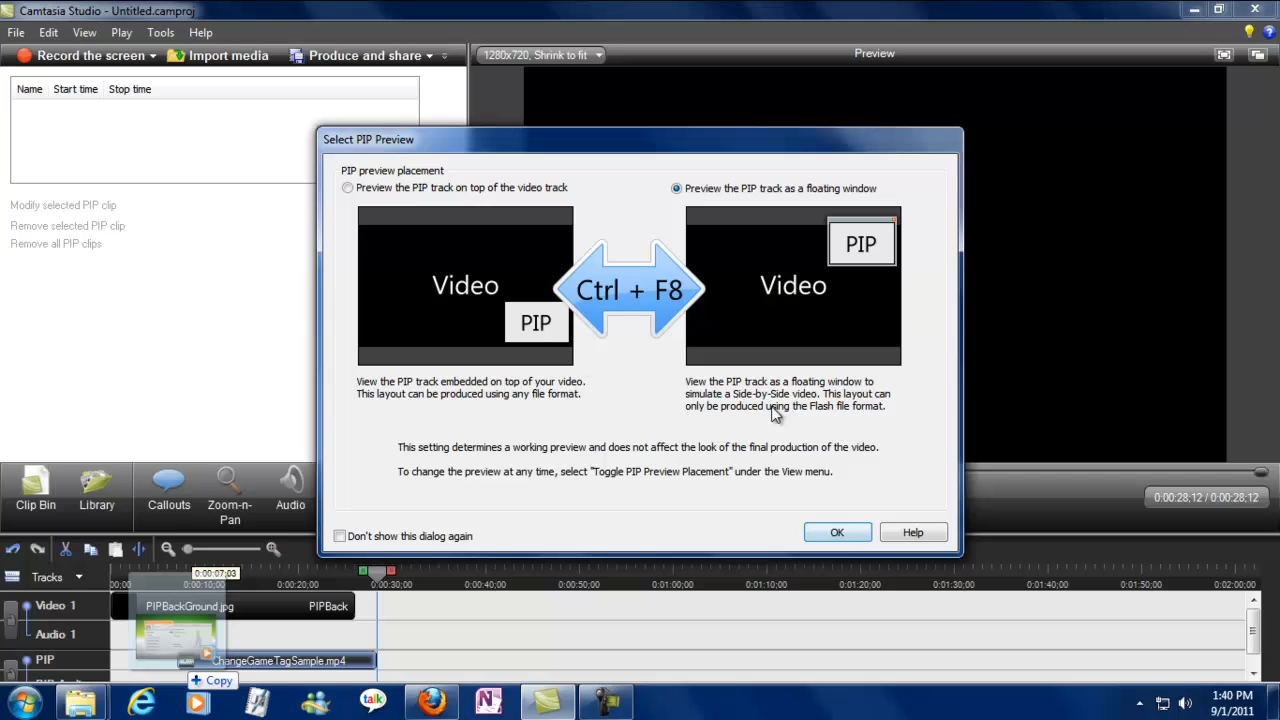 Camtasia Studio - Untitled.camproj
File Edit View Play Tools Help
Record the screen Import media Produce and share
1280x720, Shrink to fit
Preview
Name Start time Stop time
Modify selected PIP clip
Remove selected PIP clip
Remove all PIP clips
Select PIP Preview
PIP preview placement
Preview the PIP track on top of the video track
Preview the PIP track as a floating window
Video
PIP
Ctrl + F8
Video
PIP
View the PIP track embedded on top of your video.
This layout can be produced using any file format.
View the PIP track as a floating window to
simulate a Side-by-Side video. This layout can
only be produced using the Flash file format.
This setting determines a working preview and does not affect the look of the final production of the video.
To change the preview at any time, select "Toggle PIP Preview Placement" under the View menu.
Don't show this dialog again
OK
Help
Clip Bin Library Callouts Zoom-n-
Pan Audio
0:00:28;12 / 0:00:28;12
0:00:07;03
Tracks
00;00 0:00:10;00 0:00:20;00 0:00:30;00 0:00:40;00 0:00:50;00 0:01:00;00 0:01:10;00 0:01:20;00 0:01:30;00 0:01:40;00 0:01:50;00 0:02:00;00
Video 1
PIPBackGround.jpg PIPBack
Audio 1
PIP
ChangeGameTagSample.mp4
Copy
talk
1:40 PM
9/1/2011